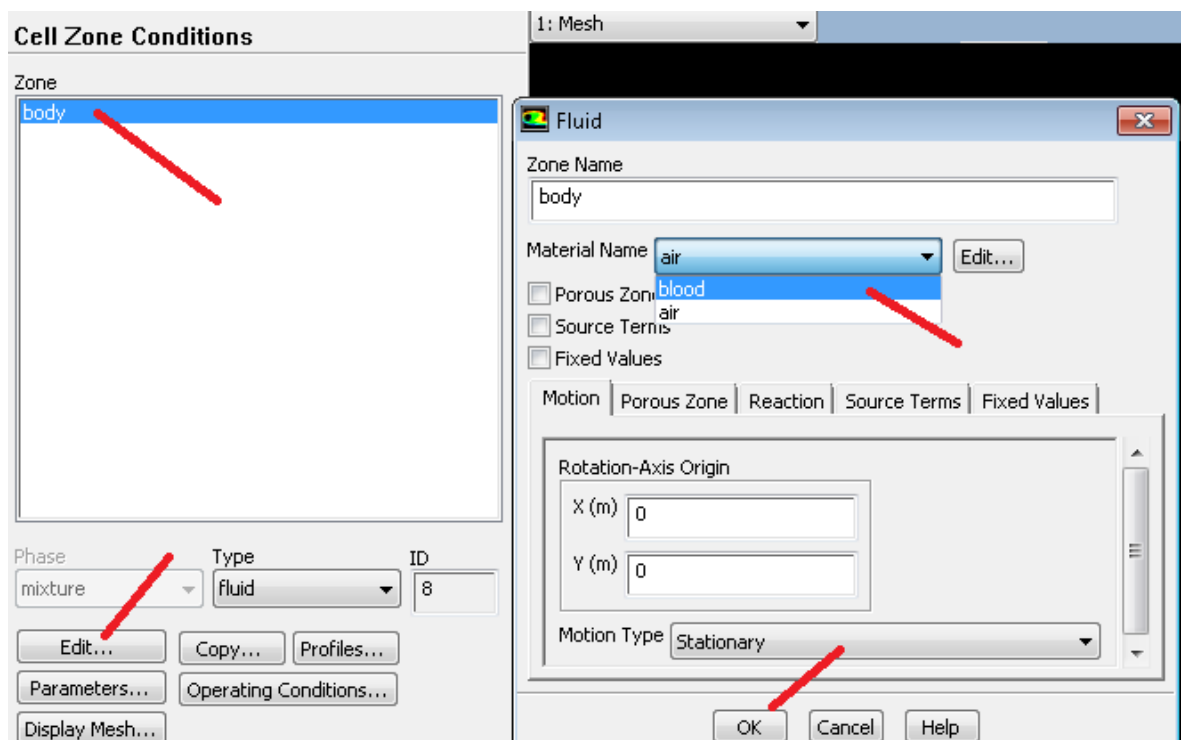 Cell Zone Conditions
Zone
body
Phase
Type
ID
mixture
fluid
8
Edit...
Copy...
Profiles...
Parameters...
Operating Conditions...
Display Mesh...
1: Mesh
Fluid
Zone Name
body
Material Name
air
Edit...
blood
air
Porous Zon
Source Terms
Fixed Values
Motion
Porous Zone
Reaction
Source Terms
Fixed Values
Rotation-Axis Origin
X (m)
0
Y (m)
0
Motion Type
Stationary
OK
Cancel
Help